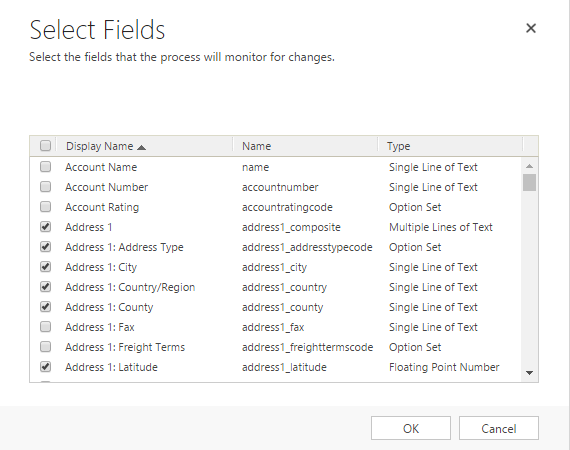 Select Fields
Select the fields that the process will monitor for changes.
Display Name Name Type
Account Name name Single Line of Text
Account Number accountnumber Single Line of Text
Account Rating accountratingcode Option Set
Address 1 address1_composite Multiple Lines of Text
Address 1: Address Type address1_addresstypecode Option Set
Address 1: City address1_city Single Line of Text
Address 1: Country/Region address1_country Single Line of Text
Address 1: County address1_county Single Line of Text
Address 1: Fax address1_fax Single Line of Text
Address 1: Freight Terms address1_freighttermscode Option Set
Address 1: Latitude address1_latitude Floating Point Number
OK Cancel